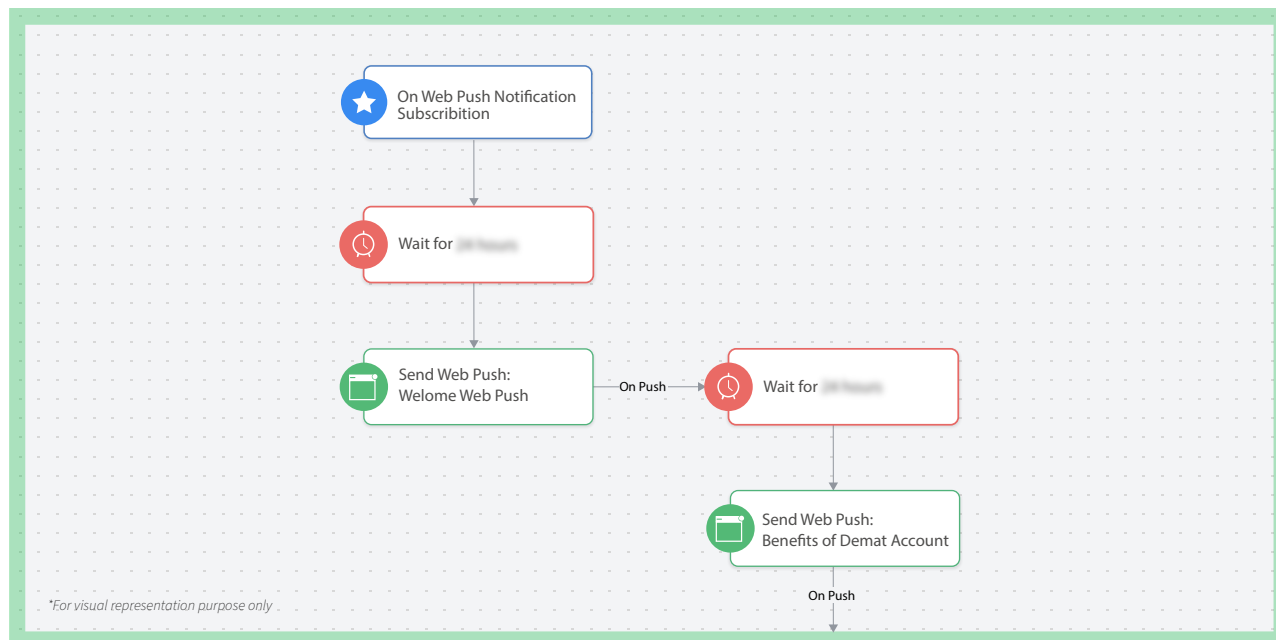 On Web Push Notification
Subscribition
Wait for
Send Web Push:
Welome Web Push
On Push
Wait for
Send Web Push:
Benefits of Demat Account
On Push
*For visual representation purpose only